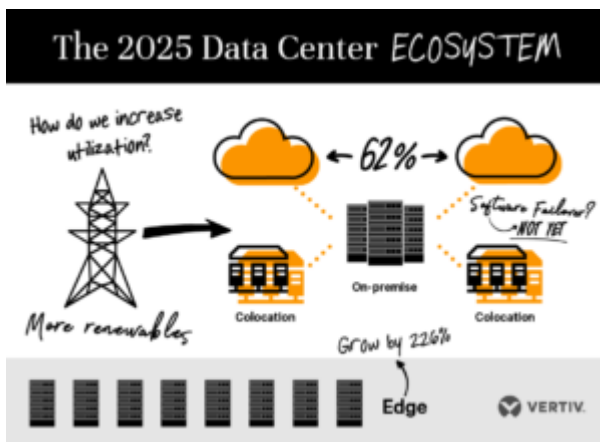 The 2025 Data Center ECOSYSTEM
How do we increase
utilization?
62%
Software Failover?
NOT YET
On-premise
Colocation
Colocation
More renewables
Grow by 226%
Edge
VERTIV.